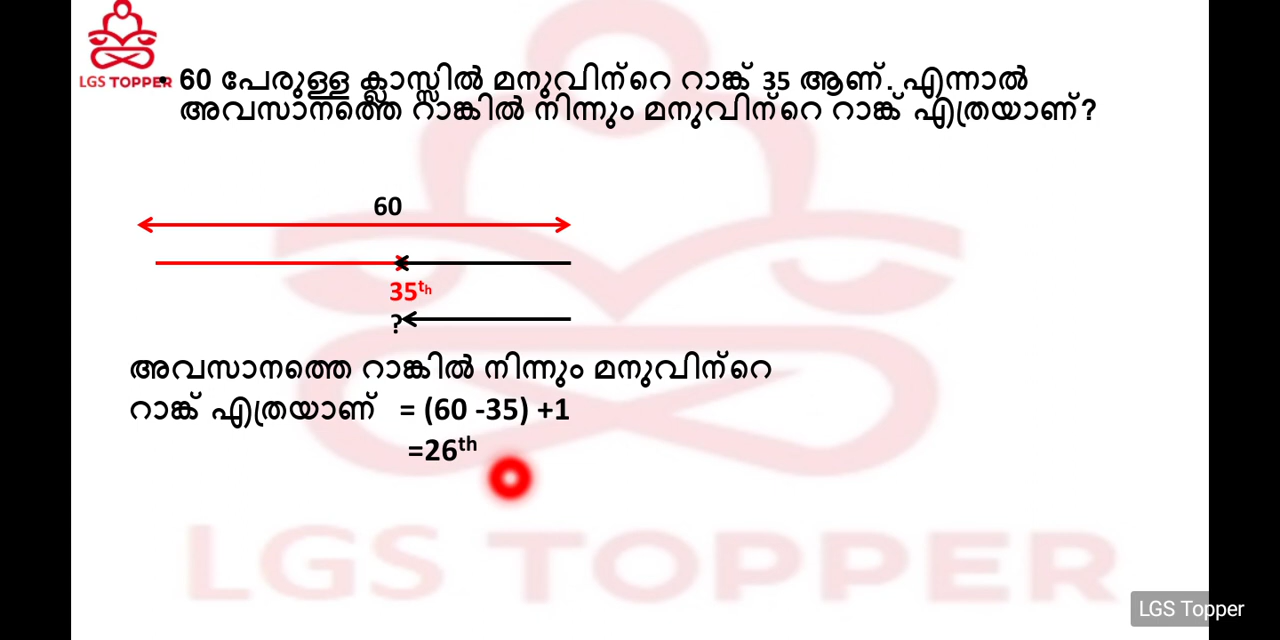 LGS TOPPER
• 60 പേരുള്ള ക്ലാസ്സിൽ മനുവിന്റെ റാങ്ക് 35 ആണ്. എന്നാൽ
അവസാനത്തെ റാങ്കിൽ നിന്നും മനുവിന്റെ റാങ്ക് എത്രയാണ്?
60
35th
?
അവസാനത്തെ റാങ്കിൽ നിന്നും മനുവിന്റെ
റാങ്ക് എത്രയാണ് = (60 -35) +1
=26th
LGS TOPPER
LGS Topper